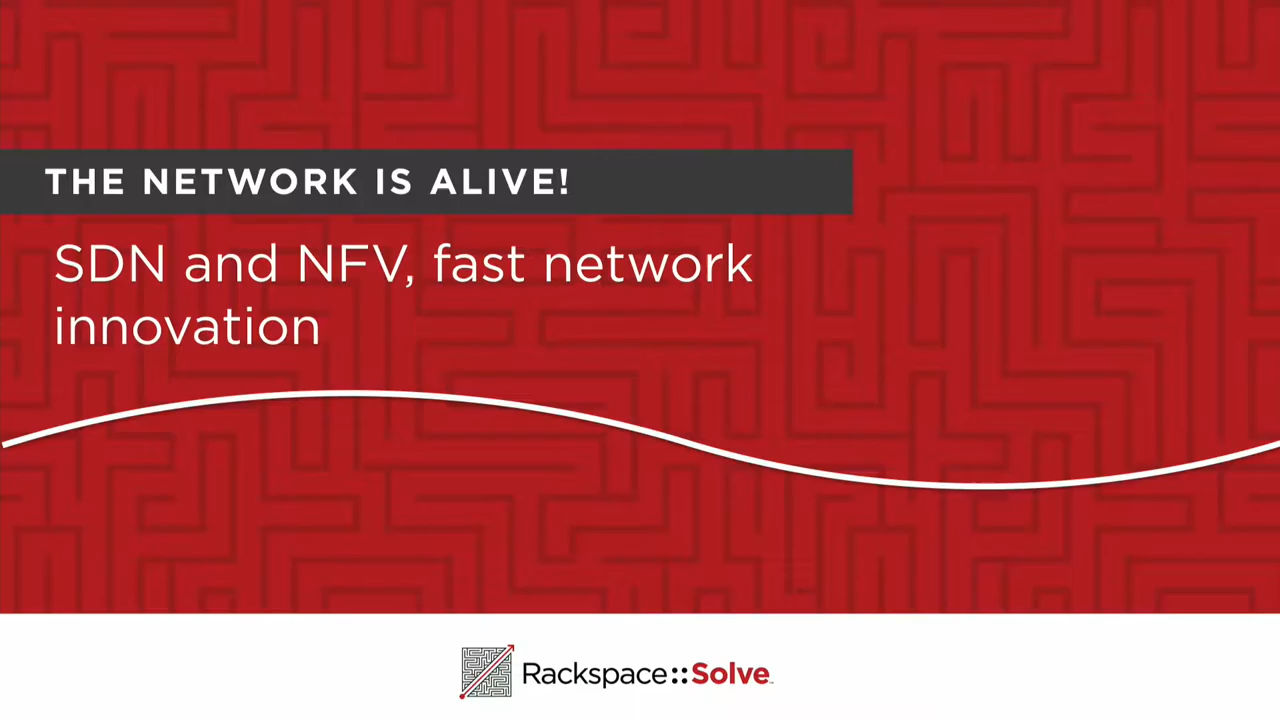 THE NETWORK IS ALIVE!
SDN and NFV, fast network
innovation
Rackspace::Solve